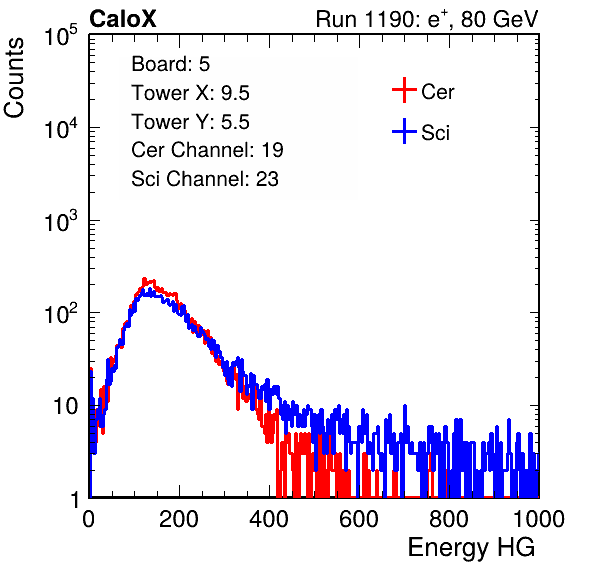 CaloX Run 1190: e⁺, 80 GeV
Counts
10⁵
10⁴
10³
10²
10
1
Board: 5
Tower X: 9.5
Tower Y: 5.5
Cer Channel: 19
Sci Channel: 23
Cer
Sci
0 200 400 600 800 1000
Energy HG